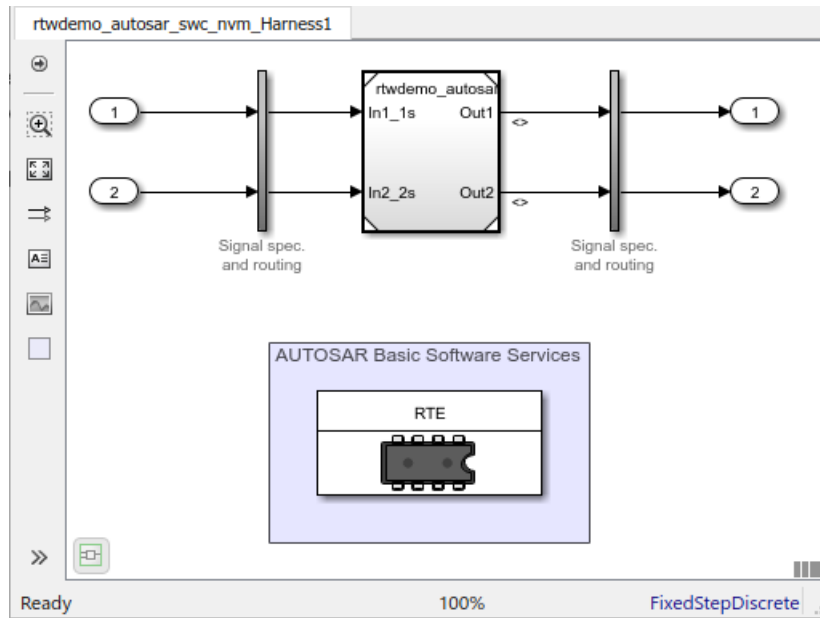 rtwdemo_autosar_swc_nvm_Harness1
1
rtwdemo_autosar
In1_1s
Out1
<>
1
2
In2_2s
Out2
<>
2
Signal spec.
and routing
Signal spec.
and routing
AUTOSAR Basic Software Services
RTE
Ready
100%
FixedStepDiscrete